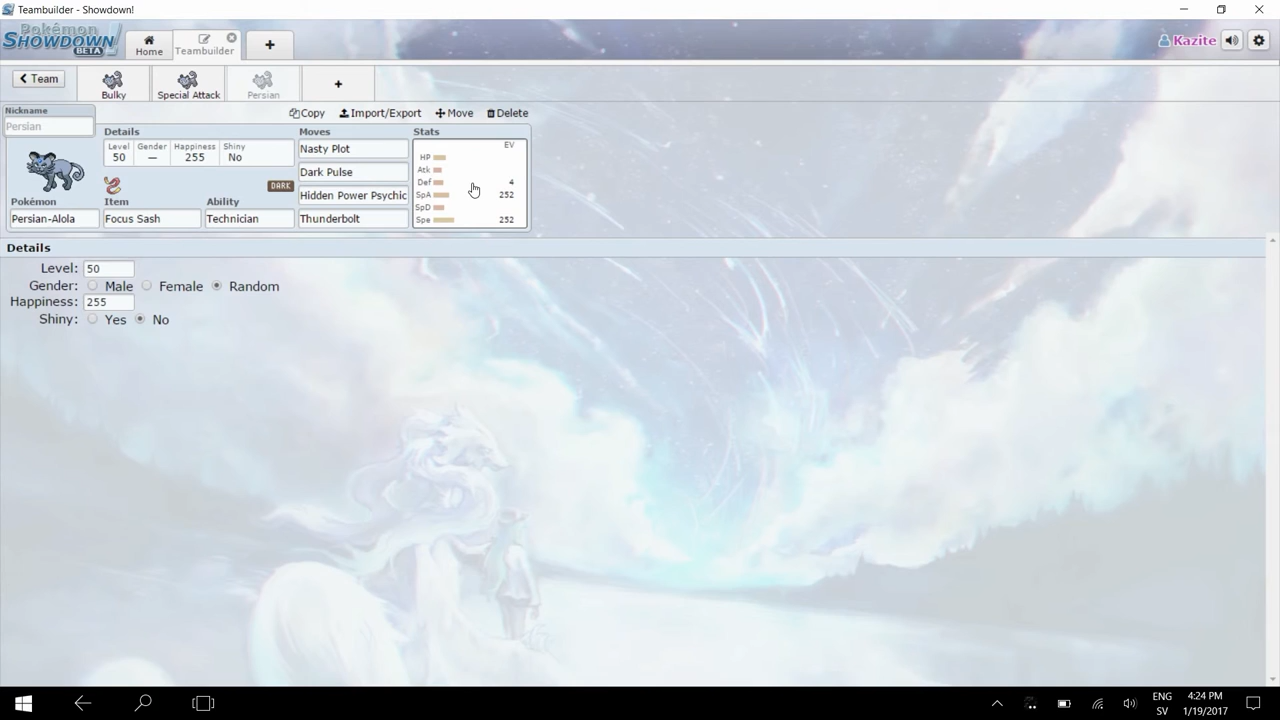 Teambuilder - Showdown!
Pokémon
SHOWDOWN
BETA
Home
Teambuilder
+
Kazite
Team
Bulky
Special Attack
Persian
+
Nickname
Persian
Copy
Import/Export
Move
Delete
Details
Level Gender Happiness Shiny
50 — 255 No
DARK
Pokémon Item Ability
Persian-Alola Focus Sash Technician
Moves
Nasty Plot
Dark Pulse
Hidden Power Psychic
Thunderbolt
Stats
EV
HP
Atk
Def 4
SpA 252
SpD
Spe 252
Details
Level: 50
Gender: Male Female Random
Happiness: 255
Shiny: Yes No
ENG
SV
4:24 PM
1/19/2017